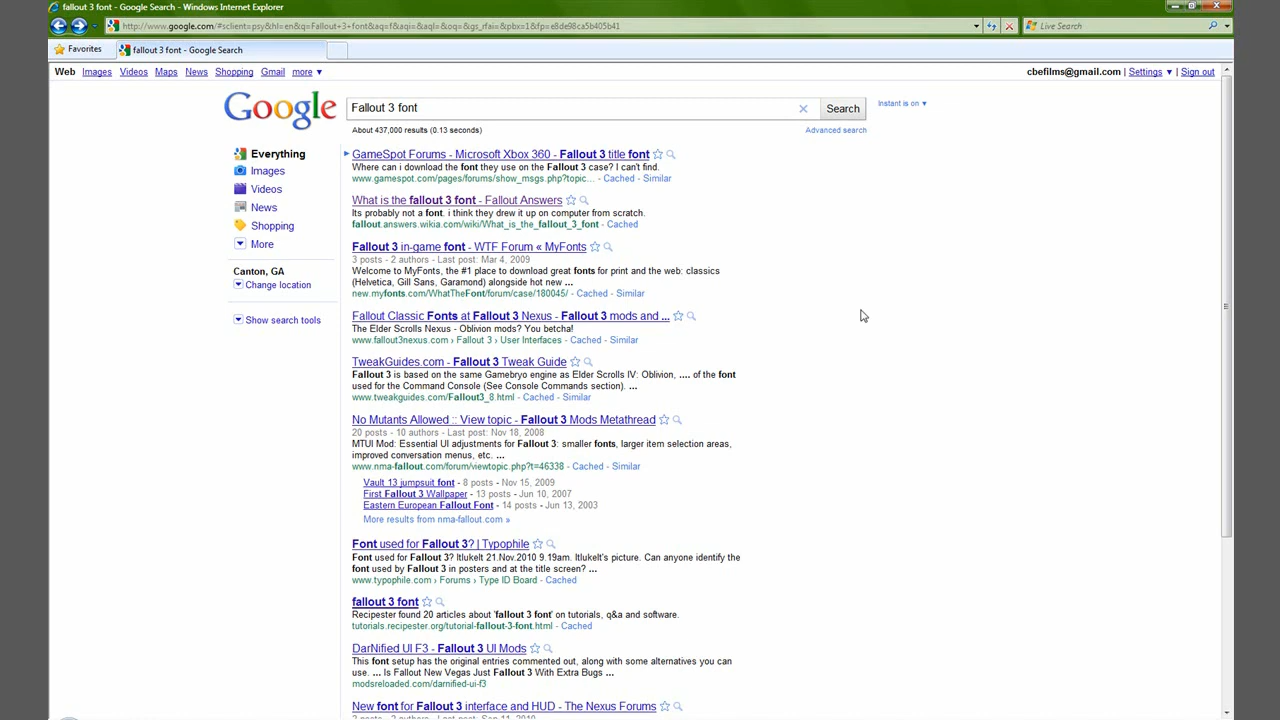 fallout 3 font - Google Search - Windows Internet Explorer
http://www.google.com/#sclient=psy&hl=en&q=Fallout+3+font&aq=f&aqi=&aql=&oq=&gs_rfai=&pbx=1&fp=e8de98ca5b405b41
Live Search
Favorites
fallout 3 font - Google Search
Web Images Videos Maps News Shopping Gmail more ▼
cbefilms@gmail.com | Settings ▼ | Sign out
Google
Fallout 3 font
Search
Instant is on ▼
About 437,000 results (0.13 seconds)
Advanced search
Everything
Images
Videos
News
Shopping
More
Canton, GA
Change location
Show search tools
GameSpot Forums - Microsoft Xbox 360 - Fallout 3 title font
Where can i download the font they use on the Fallout 3 case? I can't find.
www.gamespot.com/pages/forums/show_msgs.php?topic... - Cached - Similar
What is the fallout 3 font - Fallout Answers
Its probably not a font. i think they drew it up on computer from scratch.
fallout.answers.wikia.com/wiki/What_is_the_fallout_3_font - Cached
Fallout 3 in-game font - WTF Forum « MyFonts
3 posts - 2 authors - Last post: Mar 4, 2009
Welcome to MyFonts, the #1 place to download great fonts for print and the web: classics
(Helvetica, Gill Sans, Garamond) alongside hot new ...
new.myfonts.com/WhatTheFont/forum/case/180045/ - Cached - Similar
Fallout Classic Fonts at Fallout 3 Nexus - Fallout 3 mods and ...
The Elder Scrolls Nexus - Oblivion mods? You betcha!
www.fallout3nexus.com › Fallout 3 › User Interfaces - Cached - Similar
TweakGuides.com - Fallout 3 Tweak Guide
Fallout 3 is based on the same Gamebryo engine as Elder Scrolls IV: Oblivion, .... of the font
used for the Command Console (See Console Commands section). ...
www.tweakguides.com/Fallout3_8.html - Cached - Similar
No Mutants Allowed :: View topic - Fallout 3 Mods Metathread
20 posts - 10 authors - Last post: Nov 18, 2008
MTUI Mod: Essential UI adjustments for Fallout 3: smaller fonts, larger item selection areas,
improved conversation menus, etc. ...
www.nma-fallout.com/forum/viewtopic.php?t=46338 - Cached - Similar
Vault 13 jumpsuit font - 8 posts - Nov 15, 2009
First Fallout 3 Wallpaper - 13 posts - Jun 10, 2007
Eastern European Fallout Font - 14 posts - Jun 13, 2003
More results from nma-fallout.com »
Font used for Fallout 3? | Typophile
Font used for Fallout 3? ltlukelt 21.Nov.2010 9.19am. ltlukelt's picture. Can anyone identify the
font used by Fallout 3 in posters and at the title screen? ...
www.typophile.com › Forums › Type ID Board - Cached
fallout 3 font
Recipester found 20 articles about 'fallout 3 font' on tutorials, q&a and software.
tutorials.recipester.org/tutorial-fallout-3-font.html - Cached
DarNified UI F3 - Fallout 3 UI Mods
This font setup has the original entries commented out, along with some alternatives you can
use. ... Is Fallout New Vegas Just Fallout 3 With Extra Bugs ...
modsreloaded.com/darnified-ui-f3
New font for Fallout 3 interface and HUD - The Nexus Forums